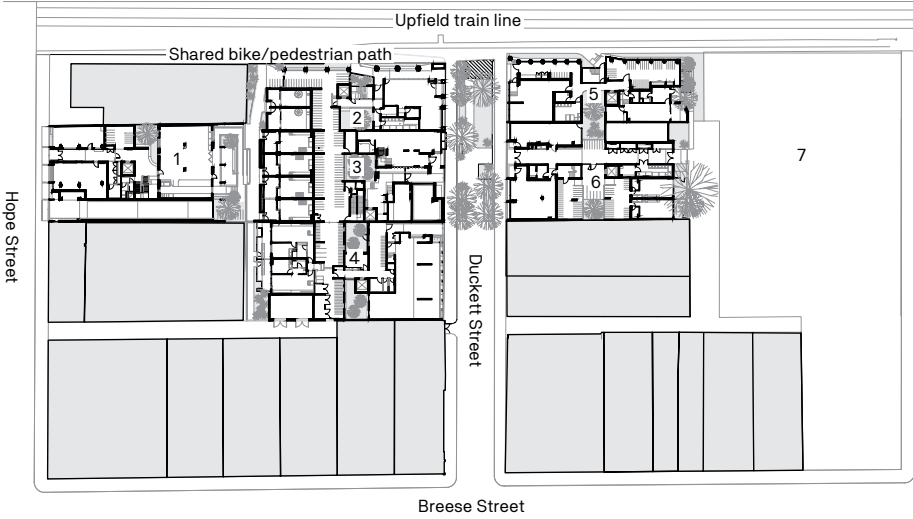 Upfield train line
Shared bike/pedestrian path
5
2
7
1
3
6
4
Hope Street
Duckett Street
Breese Street